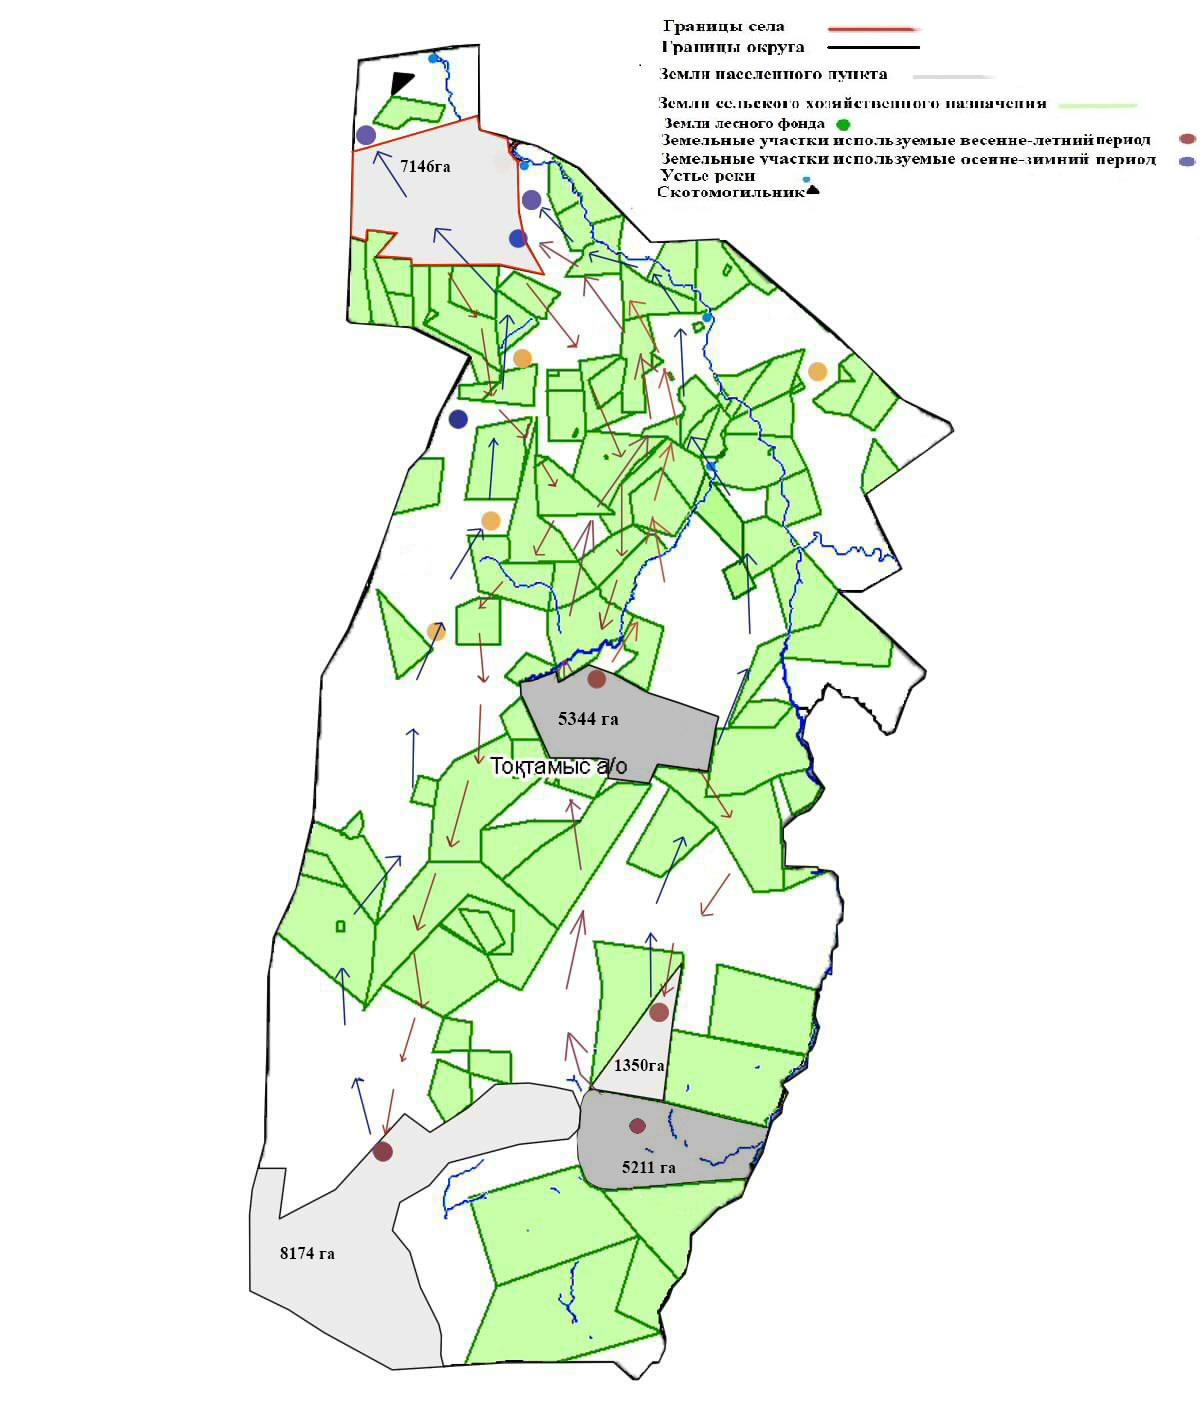 Границы села
Границы округа
Земли населенного пункта
Земли сельского хозяйственного назначения
Земли лесного фонда
Земельные участки используемые весенне-летний период
Земельные участки используемые осенне-зимний период
Устье реки
Скотомогильник
7146га
5344 га
Тоқтамыс а/о
1350га
5211 га
8174 га